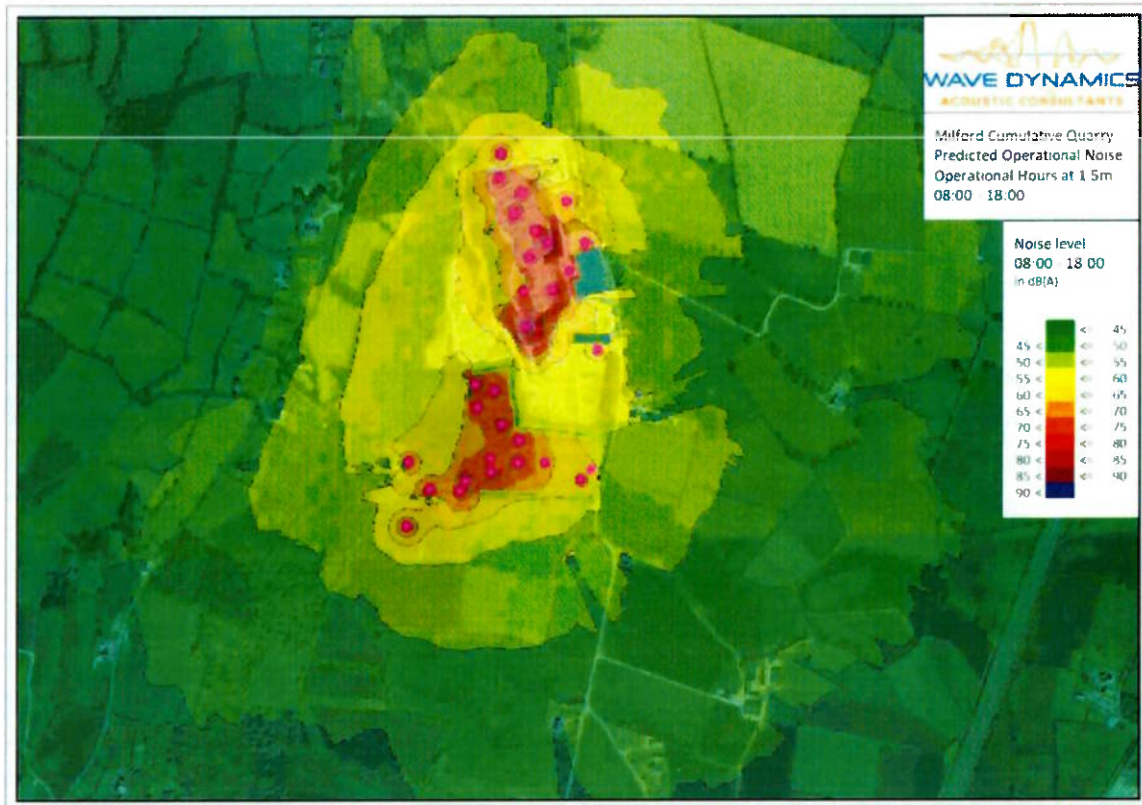 WAVE DYNAMICS
ACOUSTIC CONSULTANTS
Milford Cumulative Quarry
Predicted Operational Noise
Operational Hours at 1.5m
08:00 - 18:00
Noise level
08:00 - 18:00
in dB(A)
<= 45
45 < <= 50
50 < <= 55
55 < <= 60
60 < <= 65
65 < <= 70
70 < <= 75
75 < <= 80
80 < <= 85
85 < <= 90
90 <